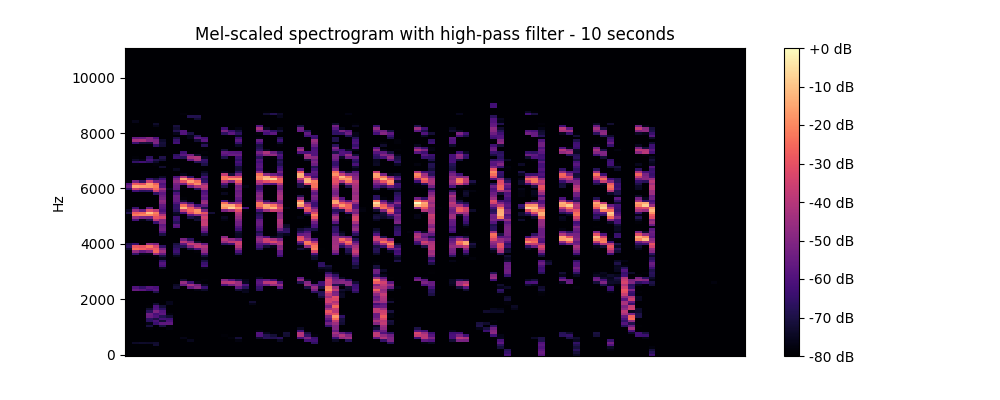 Mel-scaled spectrogram with high-pass filter - 10 seconds
Hz
10000
8000
6000
4000
2000
0
+0 dB
-10 dB
-20 dB
-30 dB
-40 dB
-50 dB
-60 dB
-70 dB
-80 dB